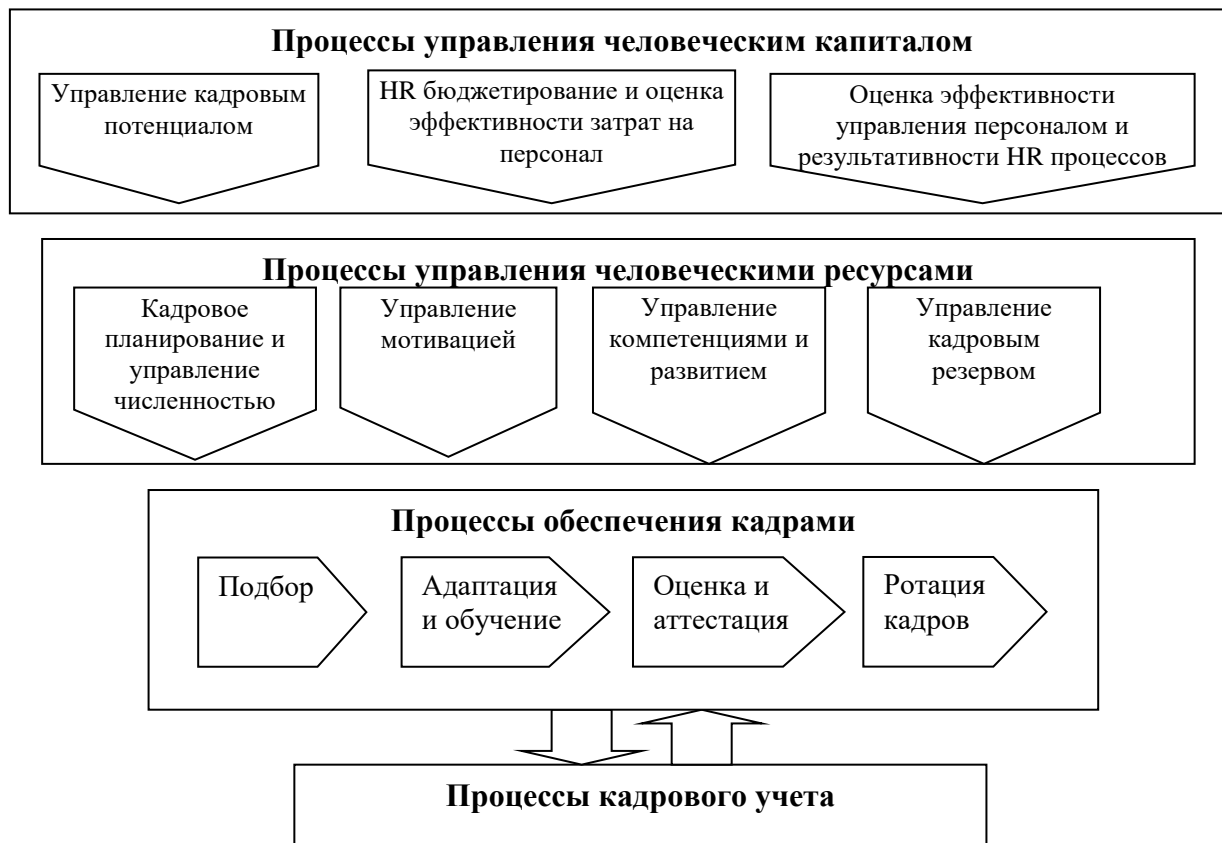 Процессы управления человеческим капиталом
Управление кадровым
потенциалом
HR бюджетирование и оценка
эффективности затрат на
персонал
Оценка эффективности
управления персоналом и
результативности HR процессов
Процессы управления человеческими ресурсами
Кадровое
планирование и
управление
численностью
Управление
мотивацией
Управление
компетенциями и
развитием
Управление
кадровым
резервом
Процессы обеспечения кадрами
Подбор
Адаптация
и обучение
Оценка и
аттестация
Ротация
кадров
Процессы кадрового учета